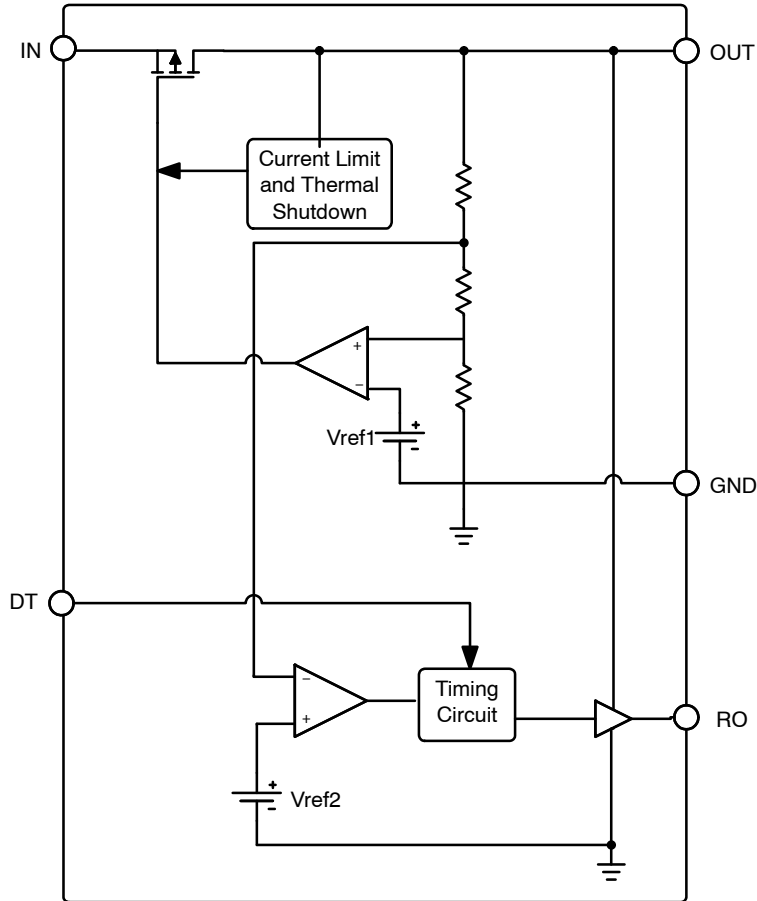 IN
OUT
Current Limit
and Thermal
Shutdown
+
−
Vref1
+
-
GND
DT
−
+
Timing
Circuit
RO
Vref2
+
-